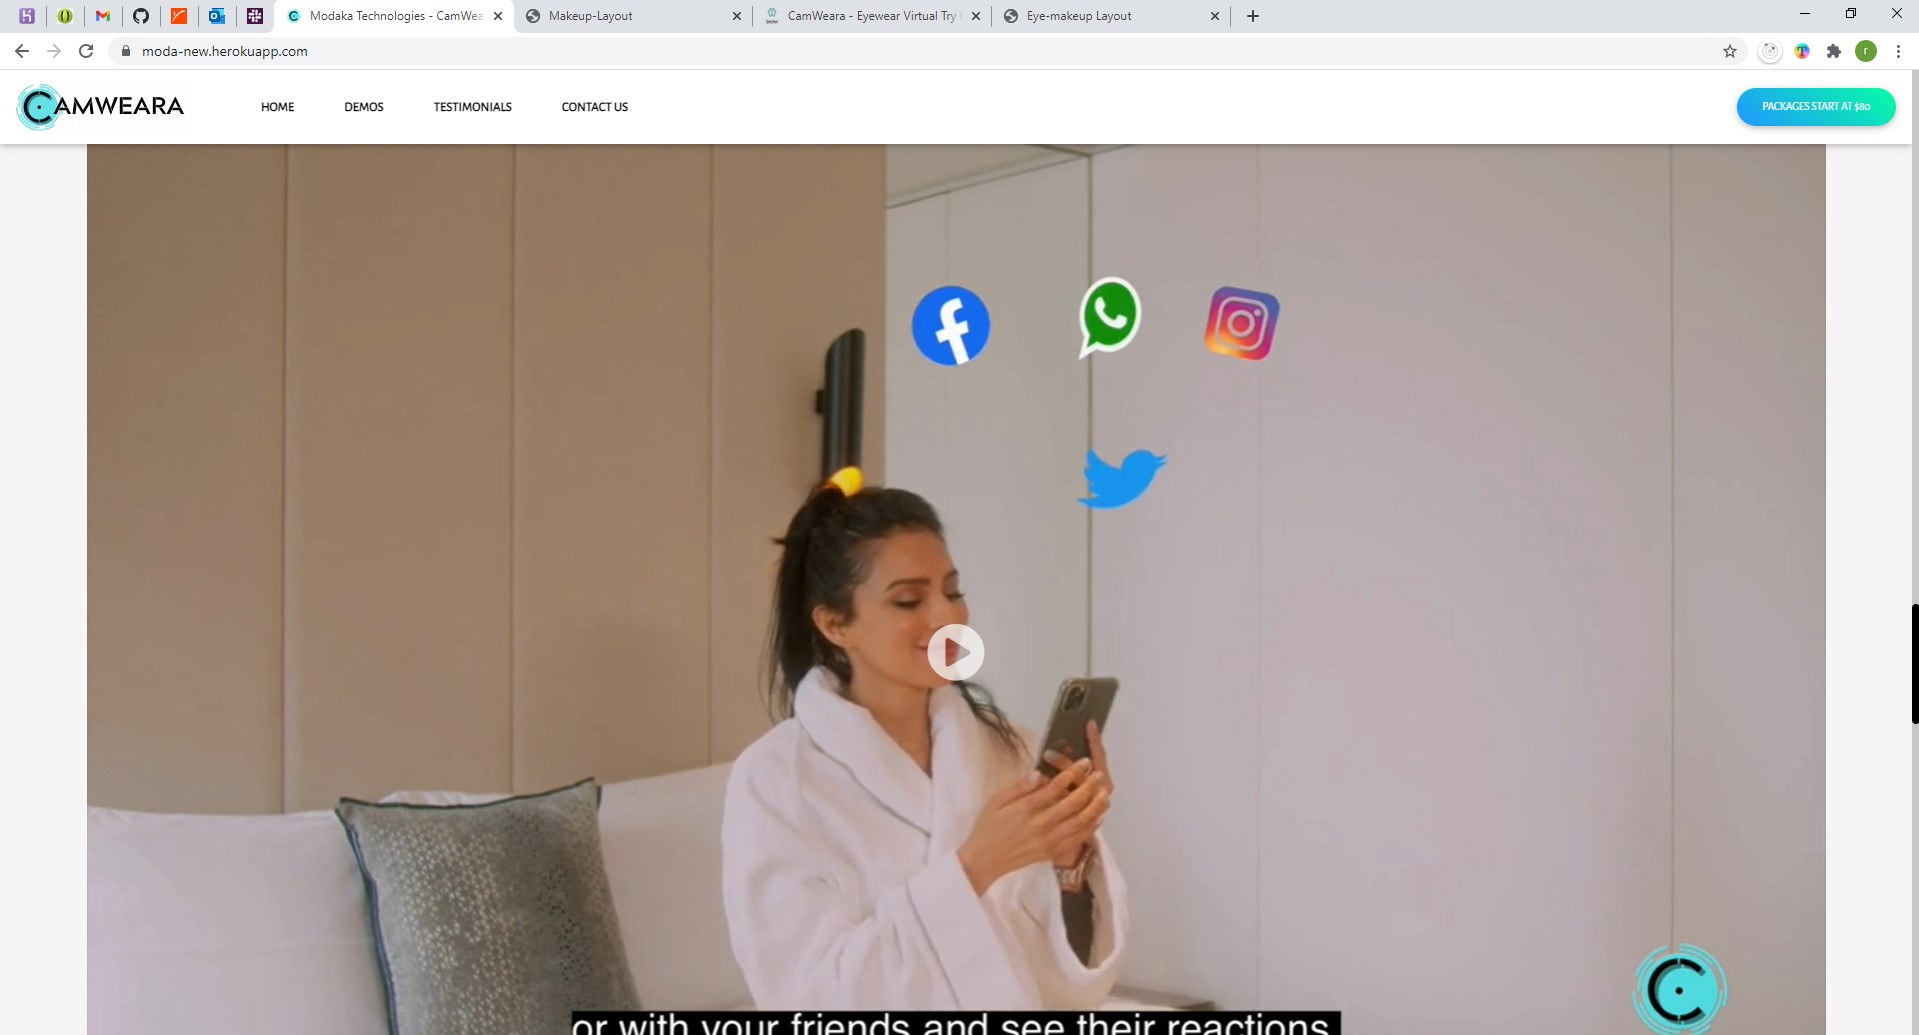 Modaka Technologies - CamWea
Makeup-Layout
CamWeara - Eyewear Virtual Try
Eye-makeup Layout
moda-new.herokuapp.com
r
CAMWEARA
HOME
DEMOS
TESTIMONIALS
CONTACT US
PACKAGES START AT $80
or with your friends and see their reactions